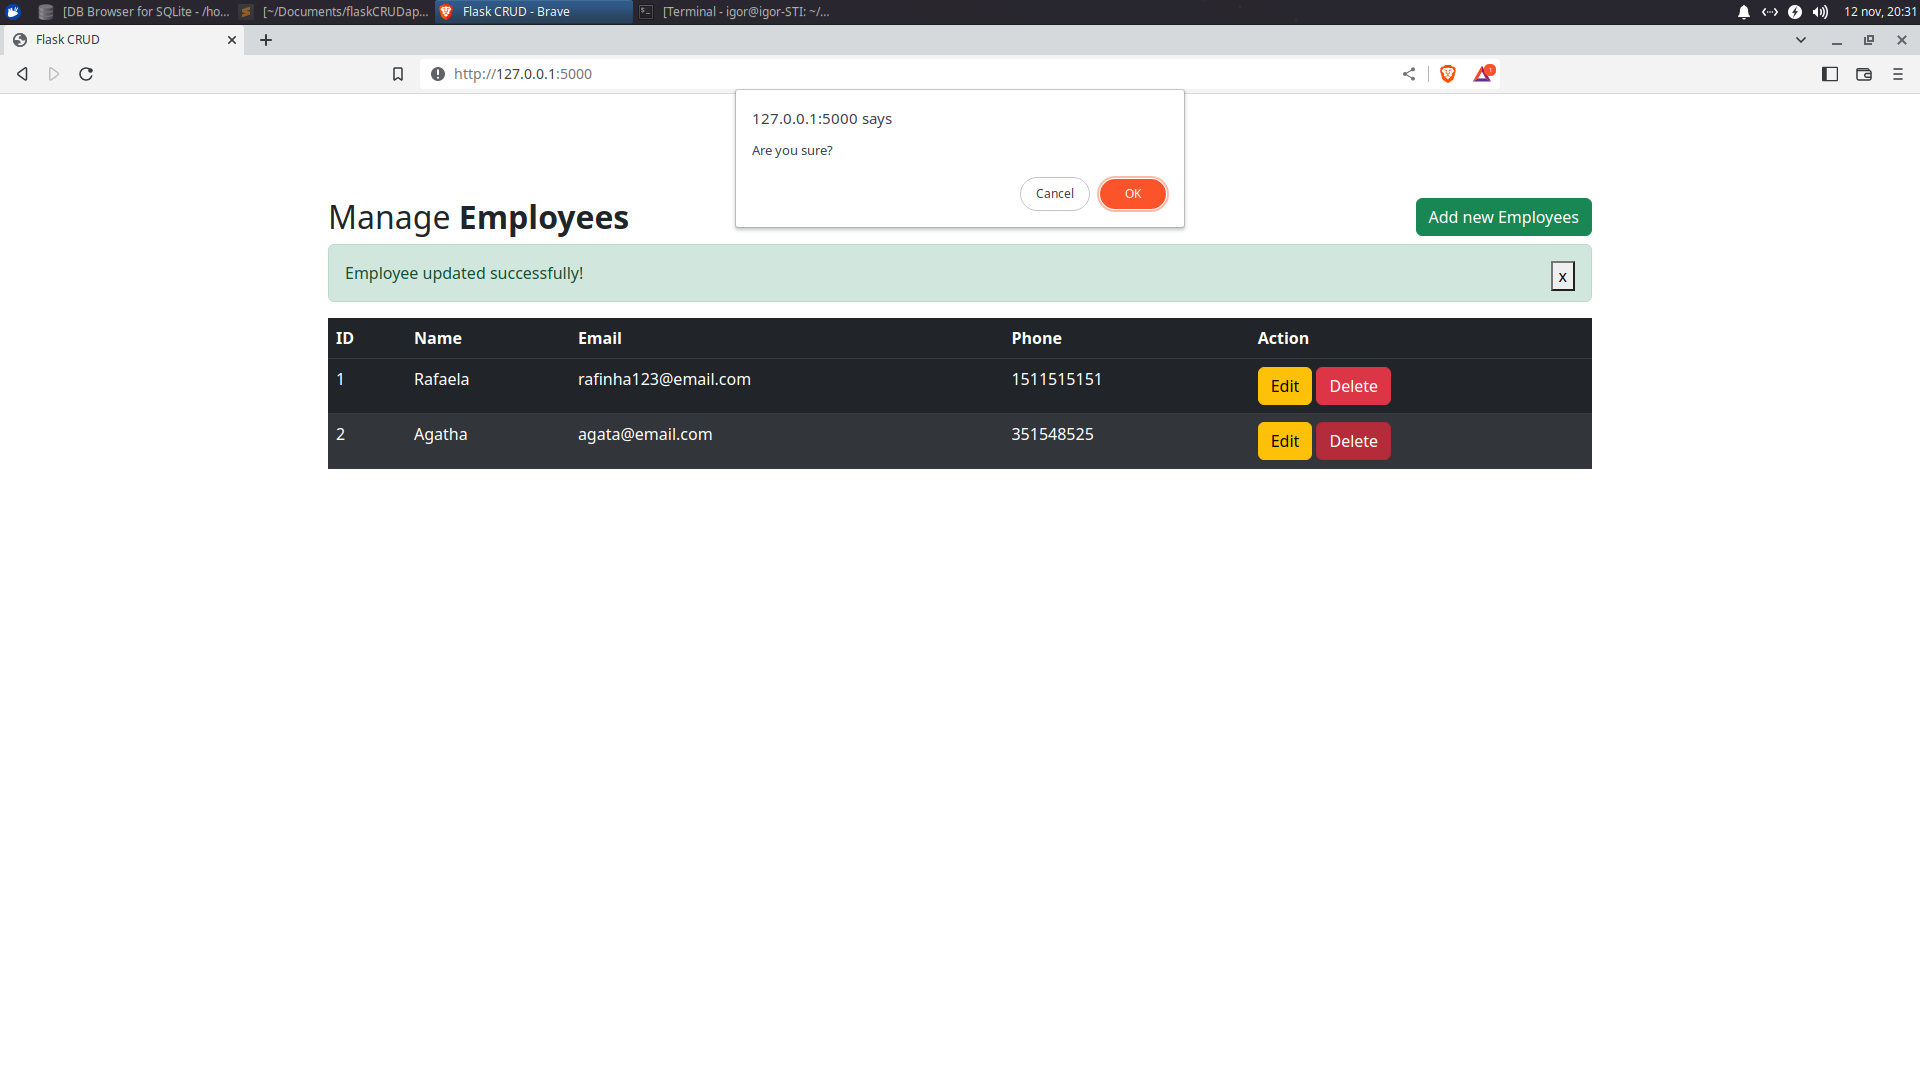 [DB Browser for SQLite - /ho... [~/Documents/flaskCRUDap... Flask CRUD - Brave [Terminal - igor@igor-STI: ~/... 12 nov, 20:31
Flask CRUD
http://127.0.0.1:5000
127.0.0.1:5000 says
Are you sure?
Cancel OK
Manage Employees Add new Employees
Employee updated successfully! x
ID Name Email Phone Action
1 Rafaela rafinha123@email.com 1511515151 Edit Delete
2 Agatha agata@email.com 351548525 Edit Delete